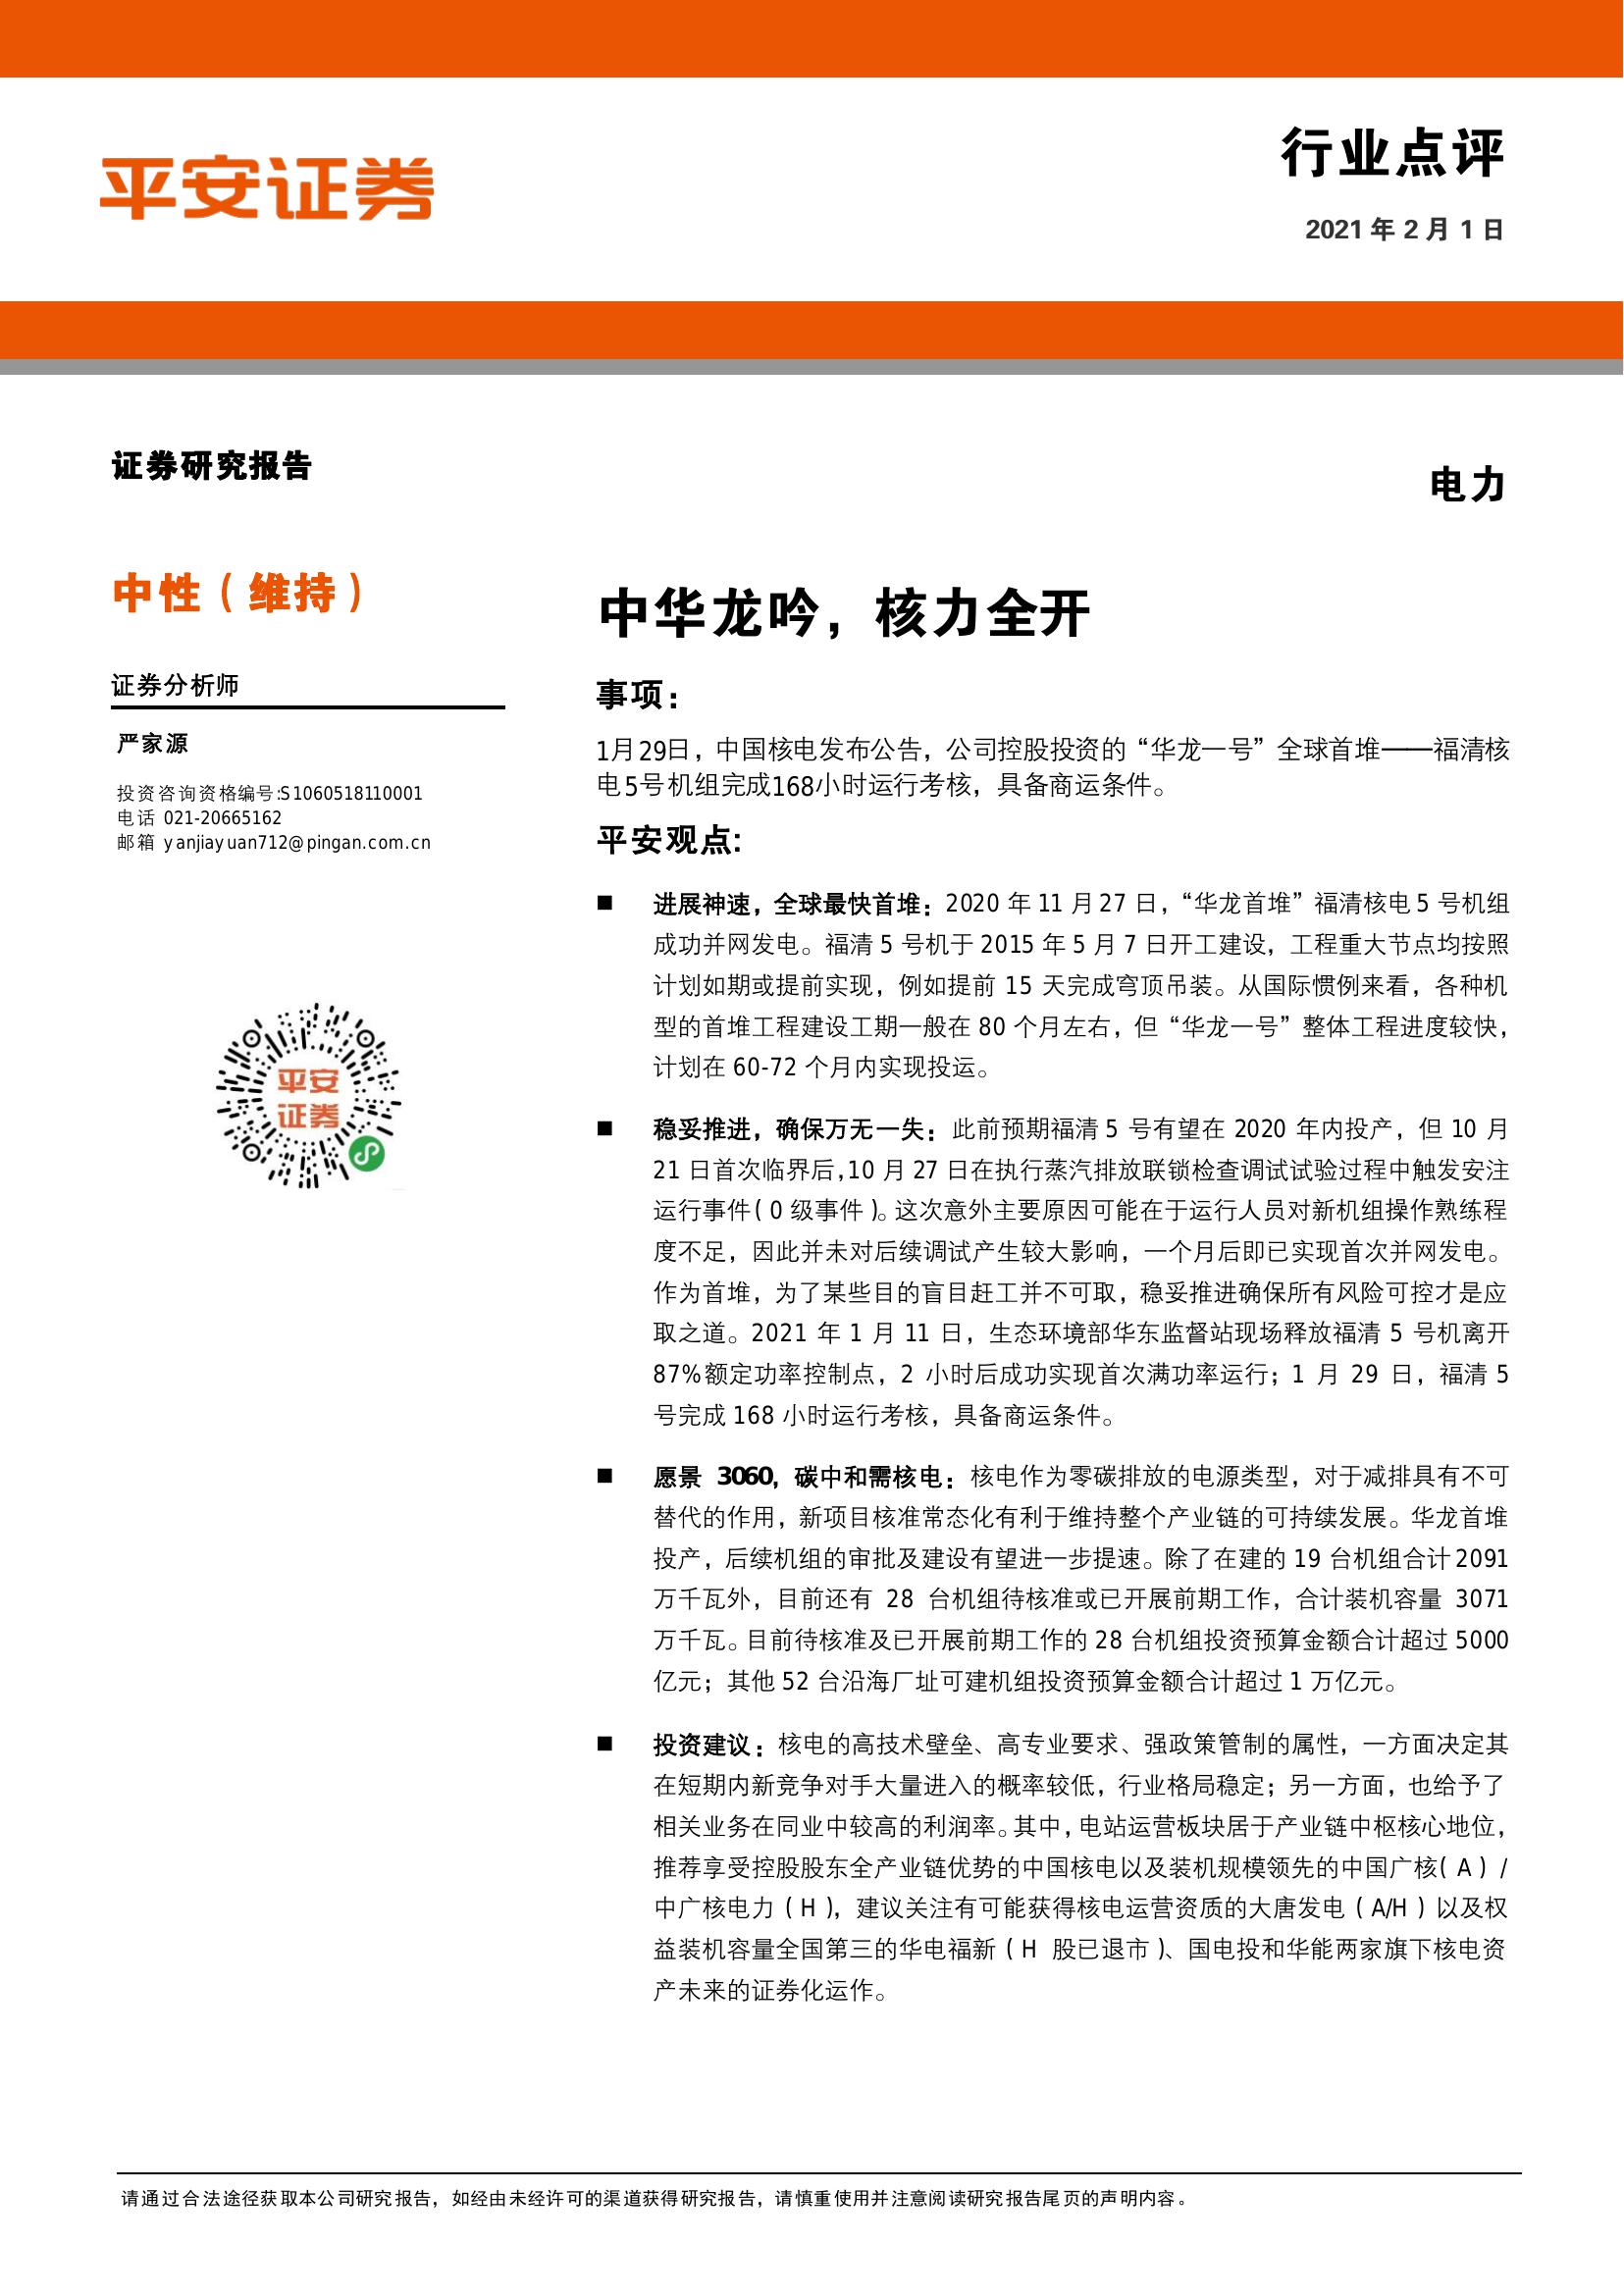 平安证券
行业点评
2021 年 2 月 1 日
证券研究报告
电力
中性（维持）
证券分析师
严家源
投资咨询资格编号:S1060518110001
电话 021-20665162
邮箱 yanjiayuan712@pingan.com.cn
平安
证券
中华龙吟，核力全开
事项：
1月29日，中国核电发布公告，公司控股投资的“华龙一号”全球首堆——福清核
电5号机组完成168小时运行考核，具备商运条件。
平安观点:
■ 进展神速，全球最快首堆：2020 年 11 月 27 日，“华龙首堆”福清核电 5 号机组
成功并网发电。福清 5 号机于 2015 年 5 月 7 日开工建设，工程重大节点均按照
计划如期或提前实现，例如提前 15 天完成穹顶吊装。从国际惯例来看，各种机
型的首堆工程建设工期一般在 80 个月左右，但“华龙一号”整体工程进度较快，
计划在 60-72 个月内实现投运。
■ 稳妥推进，确保万无一失：此前预期福清 5 号有望在 2020 年内投产，但 10 月
21 日首次临界后,10 月 27 日在执行蒸汽排放联锁检查调试试验过程中触发安注
运行事件（0 级事件）。这次意外主要原因可能在于运行人员对新机组操作熟练程
度不足，因此并未对后续调试产生较大影响，一个月后即已实现首次并网发电。
作为首堆，为了某些目的盲目赶工并不可取，稳妥推进确保所有风险可控才是应
取之道。2021 年 1 月 11 日，生态环境部华东监督站现场释放福清 5 号机离开
87%额定功率控制点，2 小时后成功实现首次满功率运行；1 月 29 日，福清 5
号完成 168 小时运行考核，具备商运条件。
■ 愿景 3060，碳中和需核电：核电作为零碳排放的电源类型，对于减排具有不可
替代的作用，新项目核准常态化有利于维持整个产业链的可持续发展。华龙首堆
投产，后续机组的审批及建设有望进一步提速。除了在建的 19 台机组合计 2091
万千瓦外，目前还有 28 台机组待核准或已开展前期工作，合计装机容量 3071
万千瓦。目前待核准及已开展前期工作的 28 台机组投资预算金额合计超过 5000
亿元；其他 52 台沿海厂址可建机组投资预算金额合计超过 1 万亿元。
■ 投资建议：核电的高技术壁垒、高专业要求、强政策管制的属性，一方面决定其
在短期内新竞争对手大量进入的概率较低，行业格局稳定；另一方面，也给予了
相关业务在同业中较高的利润率。其中，电站运营板块居于产业链中枢核心地位，
推荐享受控股股东全产业链优势的中国核电以及装机规模领先的中国广核（A）/
中广核电力（H），建议关注有可能获得核电运营资质的大唐发电（A/H）以及权
益装机容量全国第三的华电福新（H 股已退市）、国电投和华能两家旗下核电资
产未来的证券化运作。
请通过合法途径获取本公司研究报告，如经由未经许可的渠道获得研究报告，请慎重使用并注意阅读研究报告尾页的声明内容。